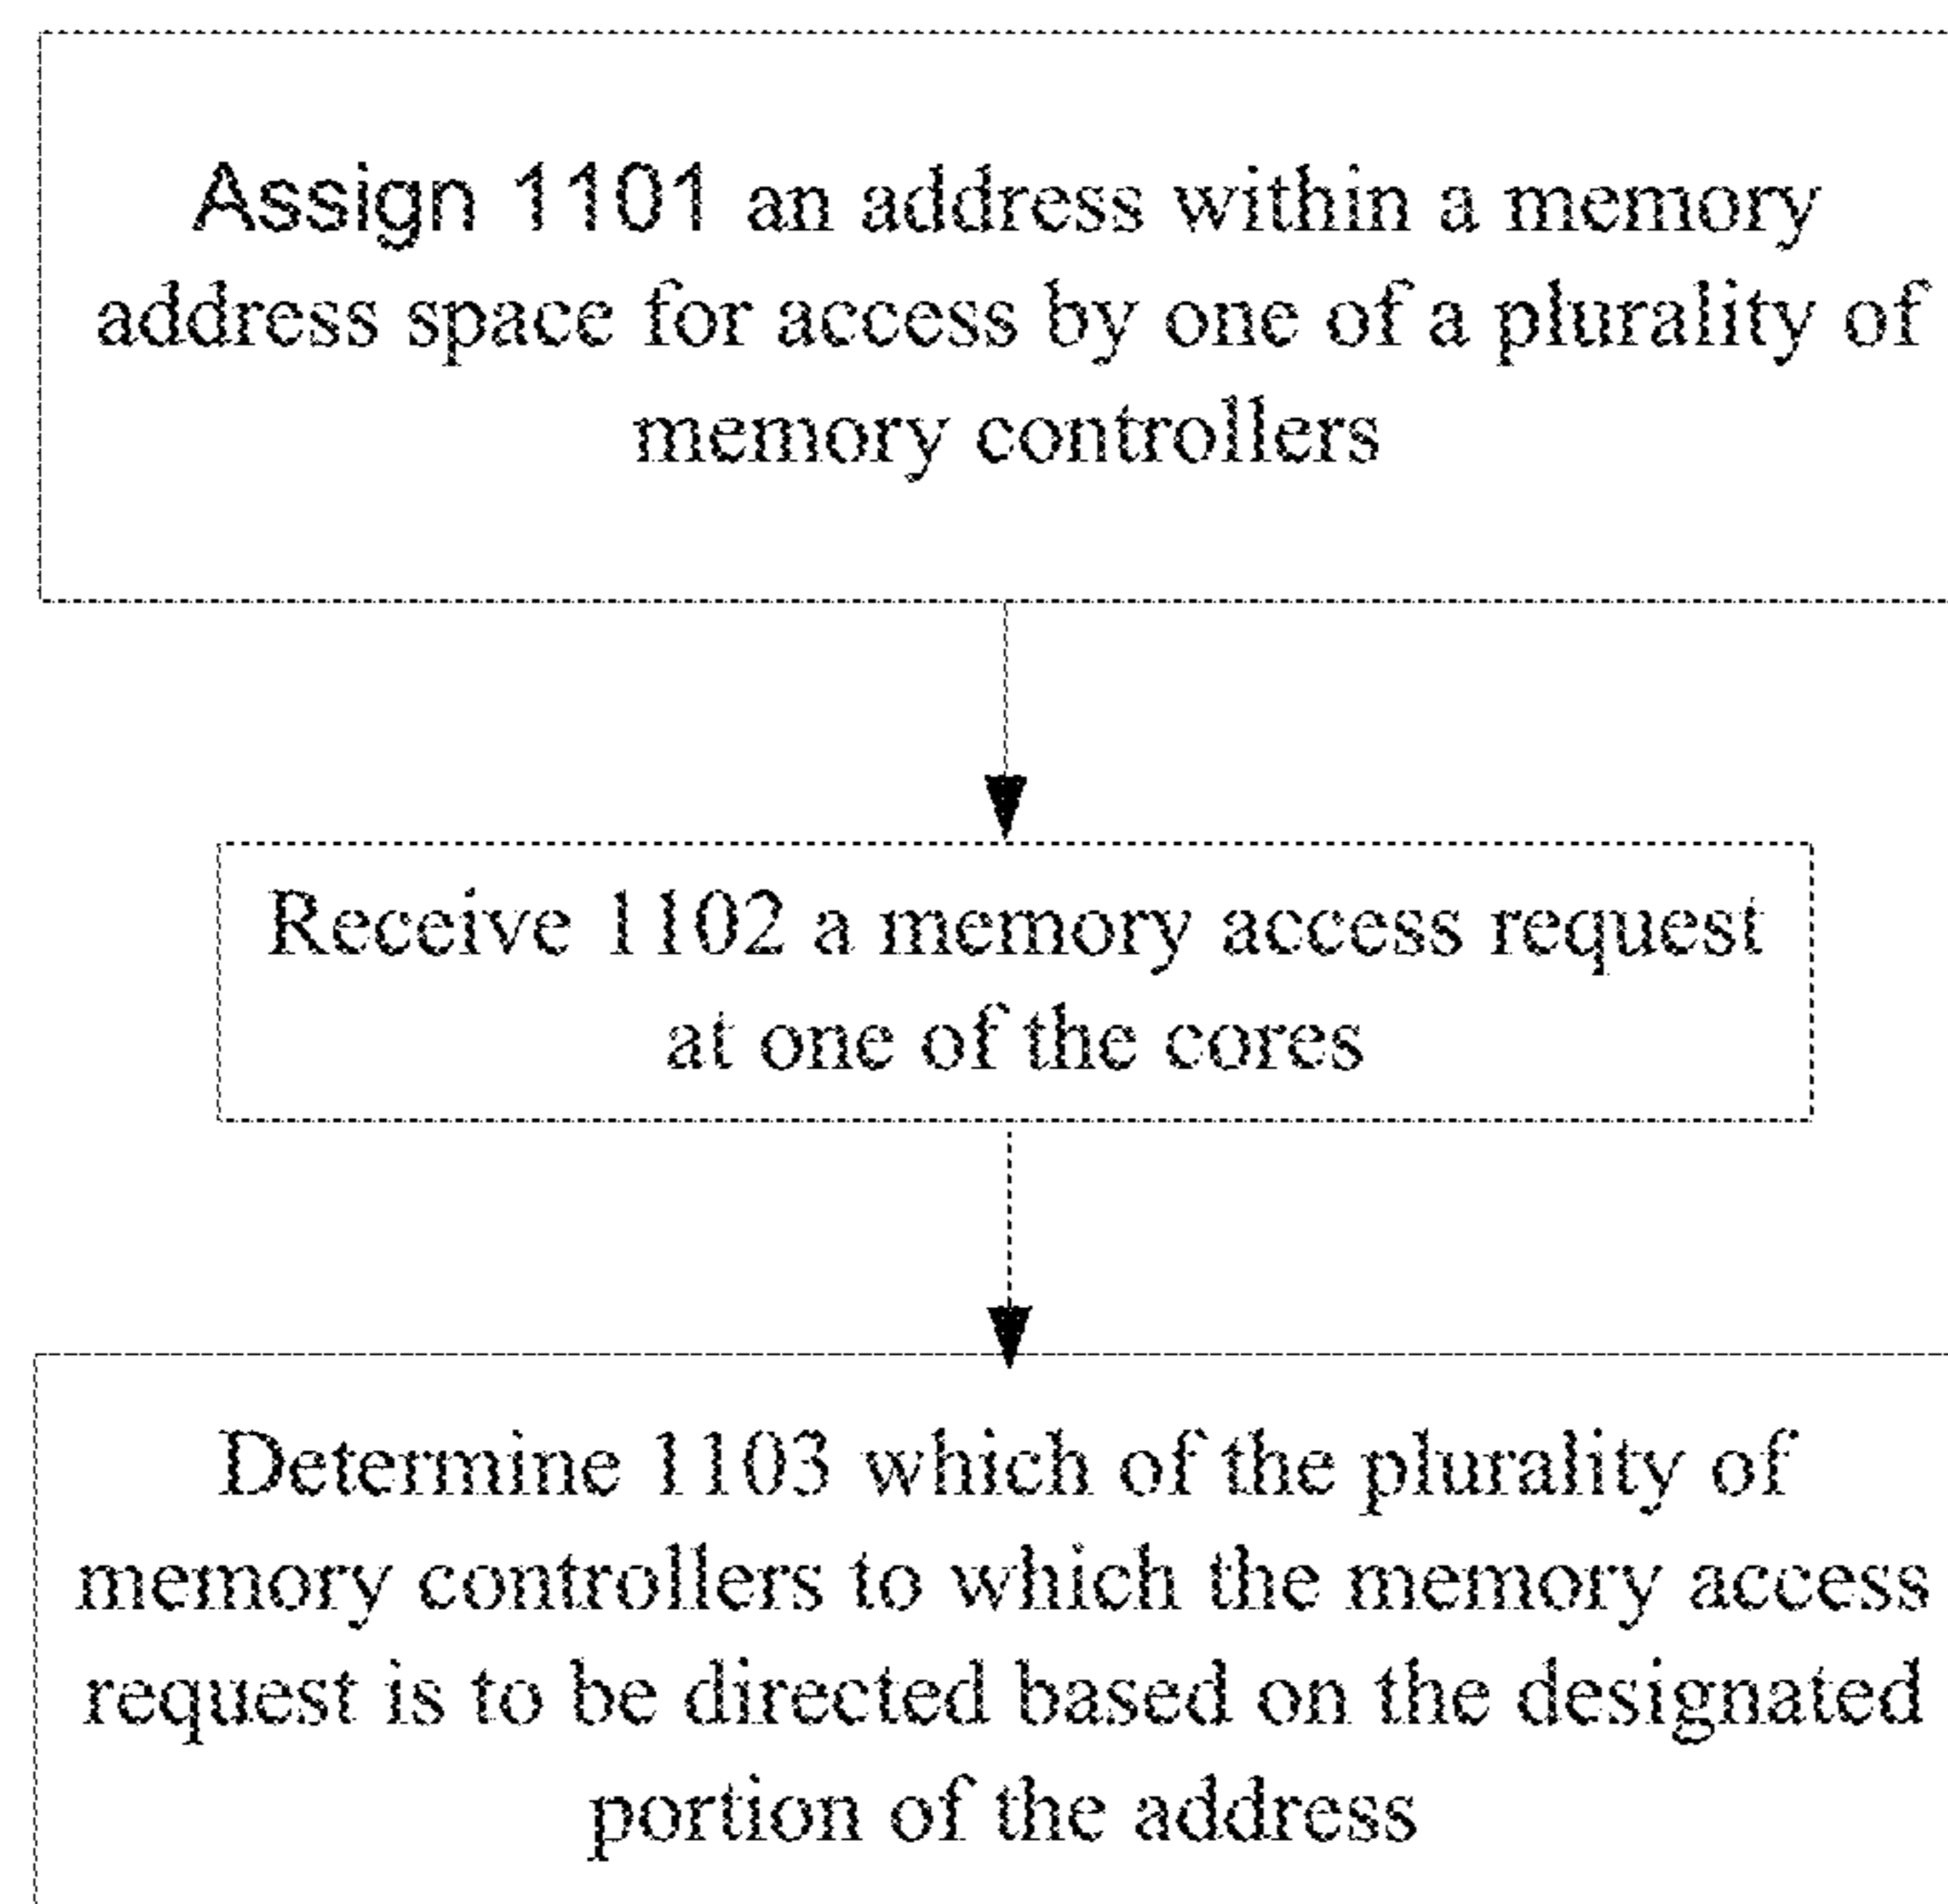 Assign 1101 an address within a memory
address space for access by one of a plurality of
memory controllers
Receive 1102 a memory access request
at one of the cores
Determine 1103 which of the plurality of
memory controllers to which the memory access
request is to be directed based on the designated
portion of the address